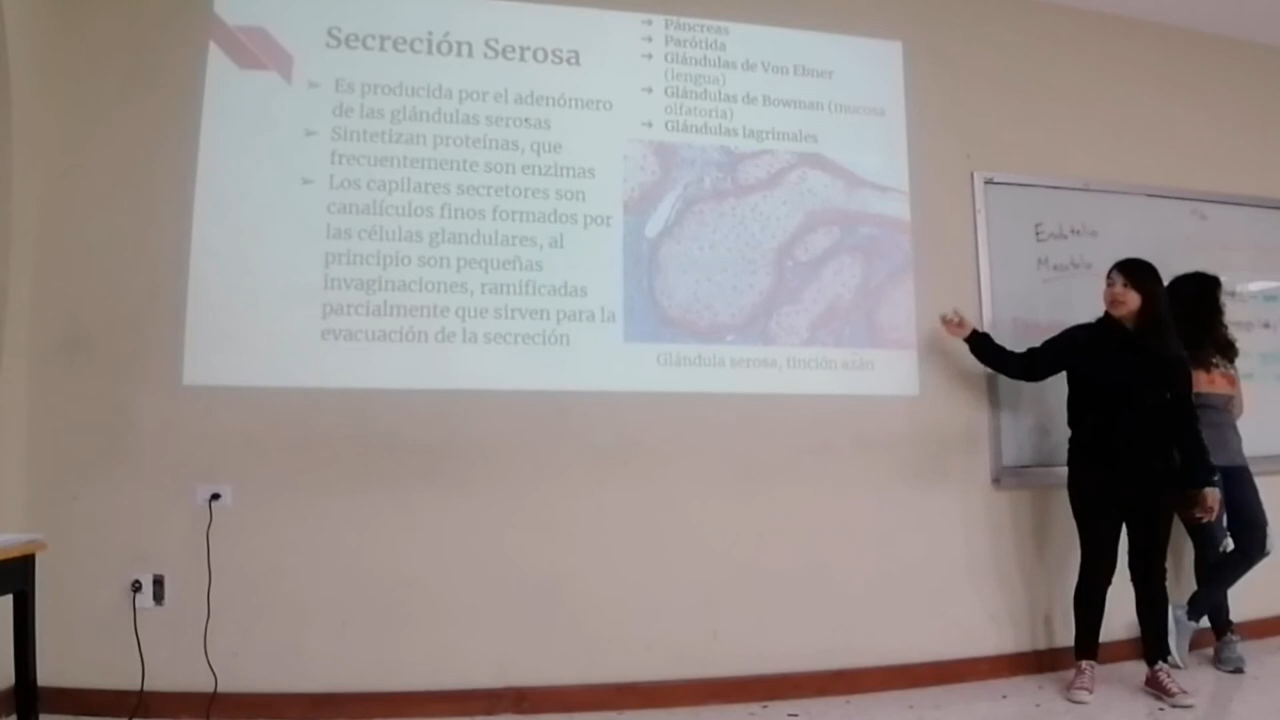 Secreción Serosa
➢ Es producida por el adenómero
de las glándulas serosas
➢ Sintetizan proteínas, que
frecuentemente son enzimas
➢ Los capilares secretores son
canalículos finos formados por
las células glandulares, al
principio son pequeñas
invaginaciones, ramificadas
parcialmente que sirven para la
evacuación de la secreción
→ Páncreas
→ Parótida
→ Glándulas de Von Ebner
(lengua)
→ Glándulas de Bowman (mucosa
olfatoria)
→ Glándulas lagrimales
Glándula serosa, tinción azán
Endotelio
Mesotelio